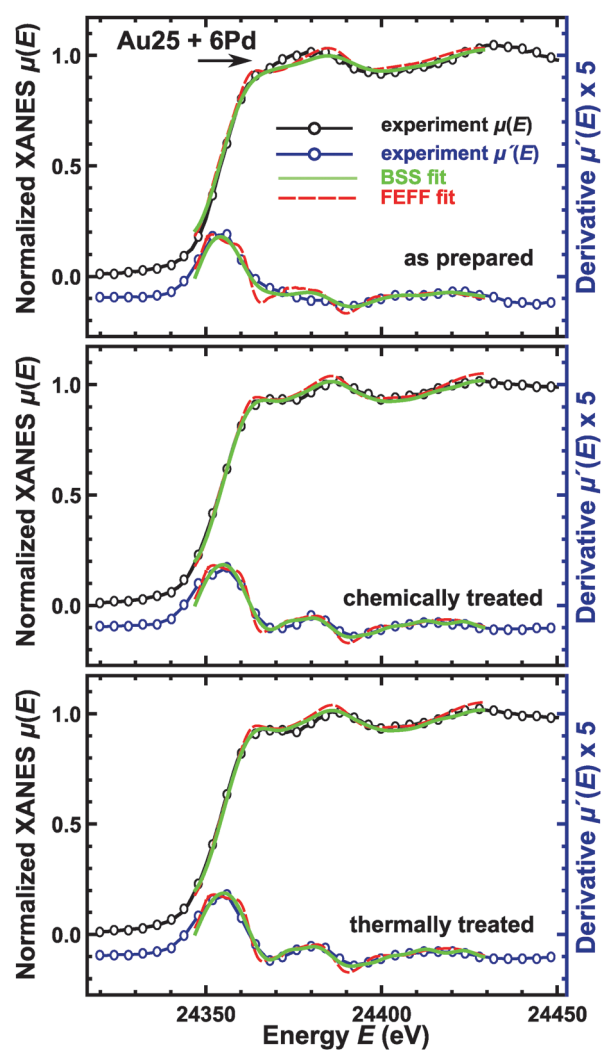 Au25 + 6Pd
experiment μ(E)
experiment μ´(E)
BSS fit
FEFF fit
as prepared
Normalized XANES μ(E)
1.0
0.5
0.0
Derivative μ´(E) x 5
chemically treated
Normalized XANES μ(E)
1.0
0.5
0.0
Derivative μ´(E) x 5
thermally treated
Normalized XANES μ(E)
1.0
0.5
0.0
Derivative μ´(E) x 5
24350 24400 24450
Energy E (eV)